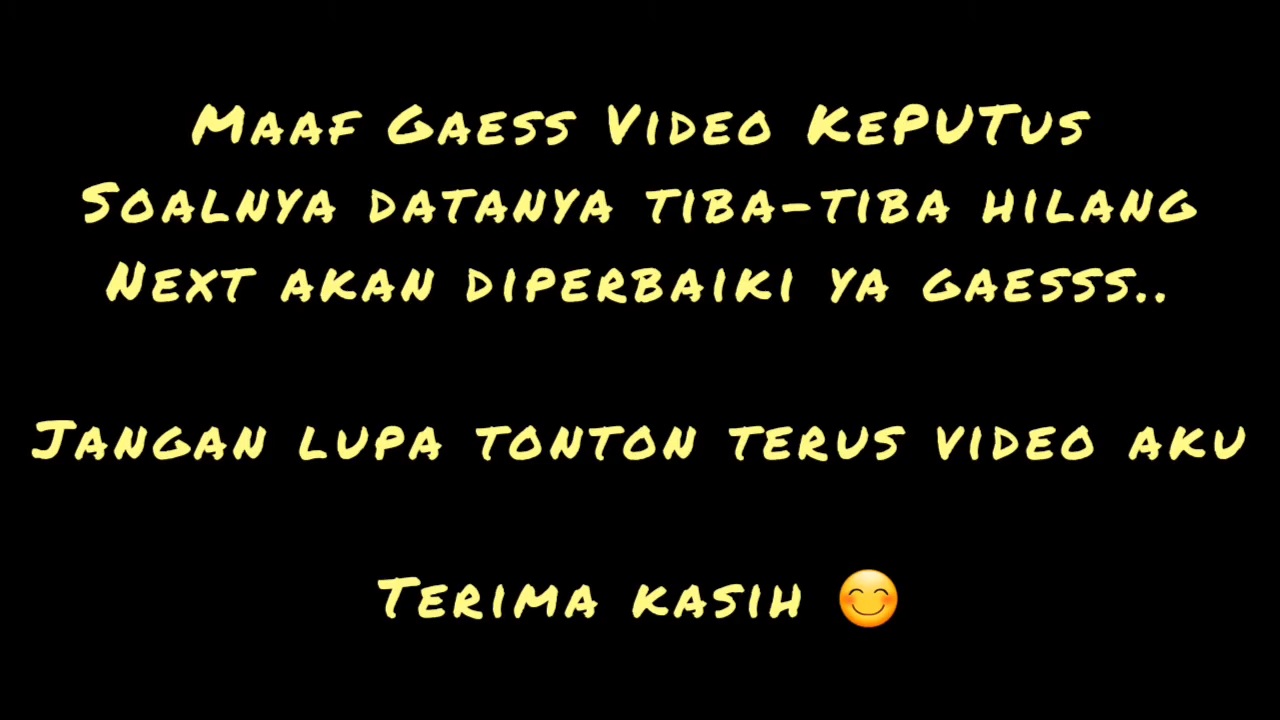 Maaf Gaess Video KePUTus
Soalnya datanya tiba-tiba hilang
Next akan diperbaiki ya gaesss..
Jangan lupa tonton terus video aku
Terima kasih 😊